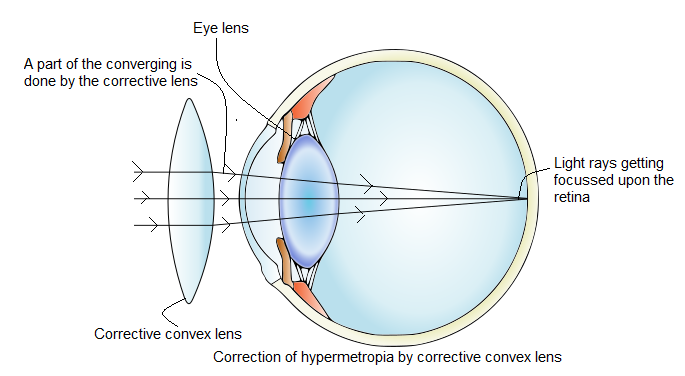 Eye lens
A part of the converging is
done by the corrective lens
Light rays getting
focussed upon the
retina
Corrective convex lens
Correction of hypermetropia by corrective convex lens